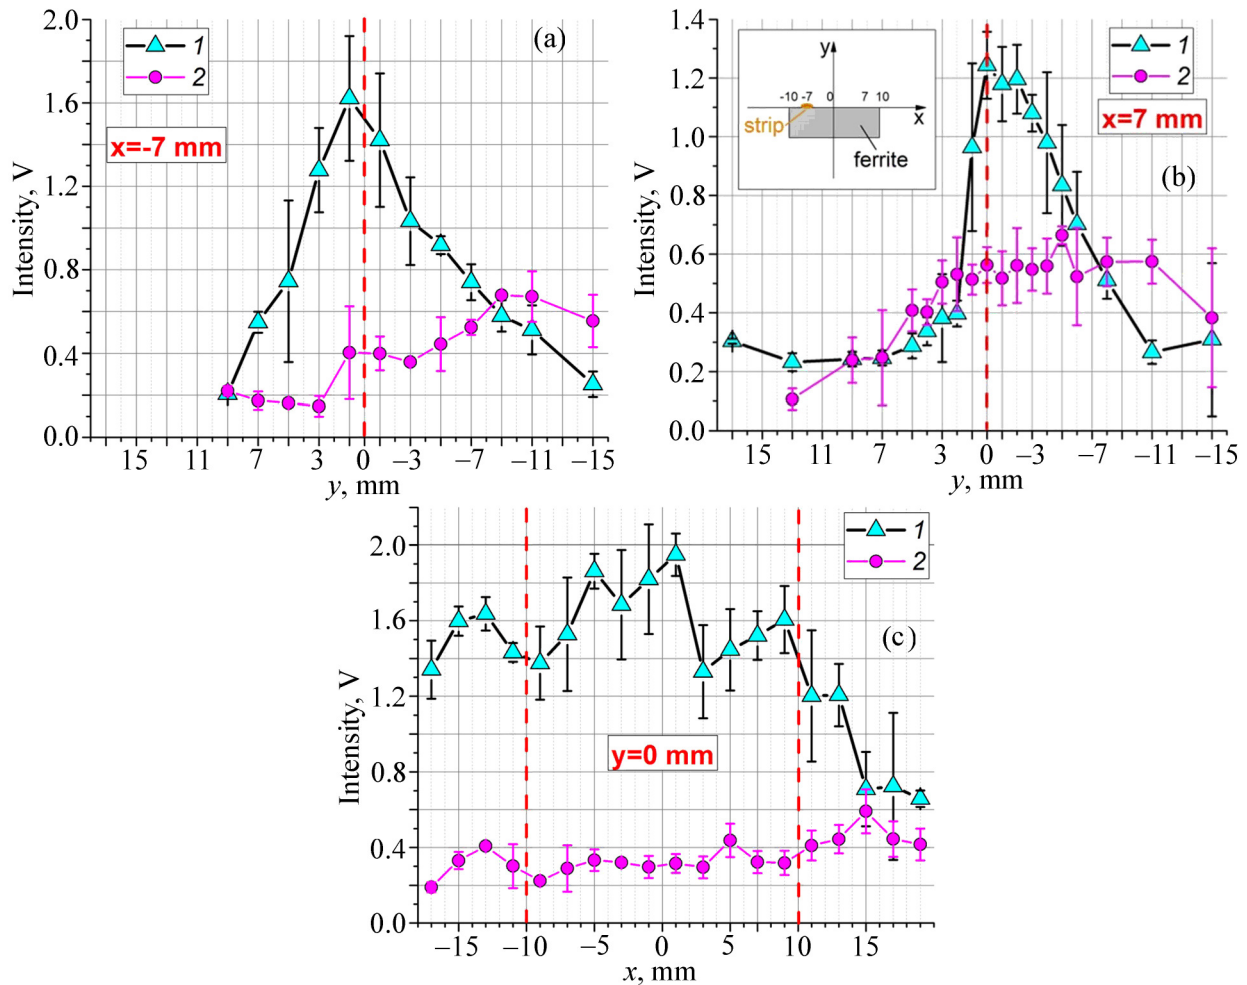 (a)
1
2
x=-7 mm
Intensity, V
2.0
1.6
1.2
0.8
0.4
0.0
15 11 7 3 0 −3 −7 −11 −15
y, mm
(b)
1
2
x=7 mm
y
-10 -7 0 7 10
x
strip
ferrite
Intensity, V
1.4
1.2
1.0
0.8
0.6
0.4
0.2
0.0
15 11 7 3 0 −3 −7 −11 −15
y, mm
1
2
(c)
y=0 mm
Intensity, V
2.0
1.6
1.2
0.8
0.4
0.0
−15 −10 −5 0 5 10 15
x, mm